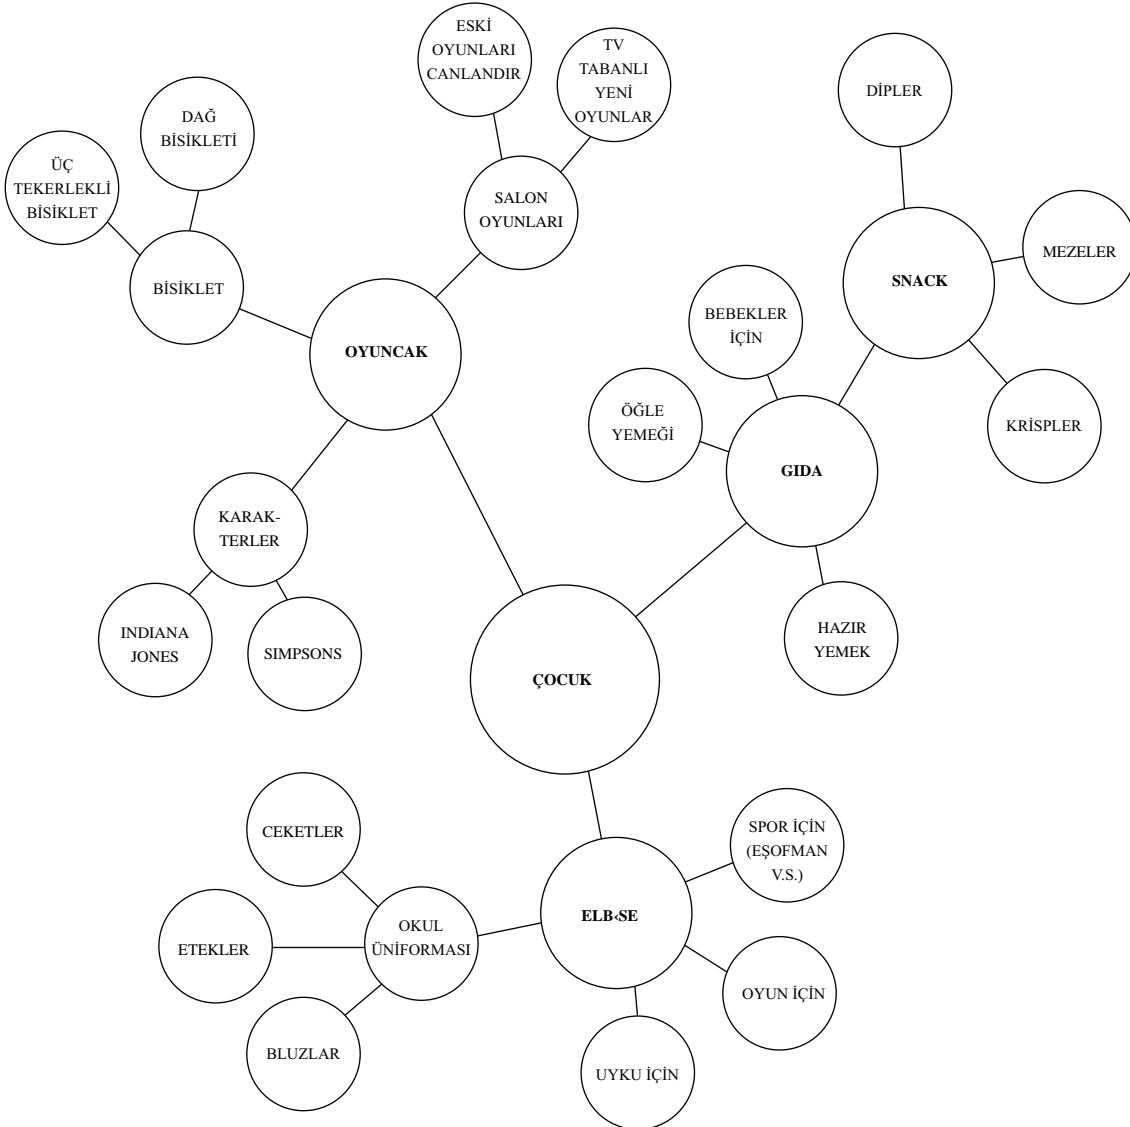 ESKİ
OYUNLARI
CANLANDIR
TV
TABANLI
YENİ
OYUNLAR
DİPLER
DAĞ
BİSİKLETİ
ÜÇ
TEKERLEKLİ
BİSİKLET
SALON
OYUNLARI
MEZELER
BİSİKLET
SNACK
BEBEKLER
İÇİN
OYUNCAK
ÖĞLE
YEMEĞİ
KRİSPLER
GIDA
KARAK-
TERLER
INDIANA
JONES
SIMPSONS
HAZIR
YEMEK
ÇOCUK
CEKETLER
SPOR İÇİN
(EŞOFMAN
V.S.)
ELB‹SE
OKUL
ÜNİFORMASI
ETEKLER
OYUN İÇİN
BLUZLAR
UYKU İÇİN